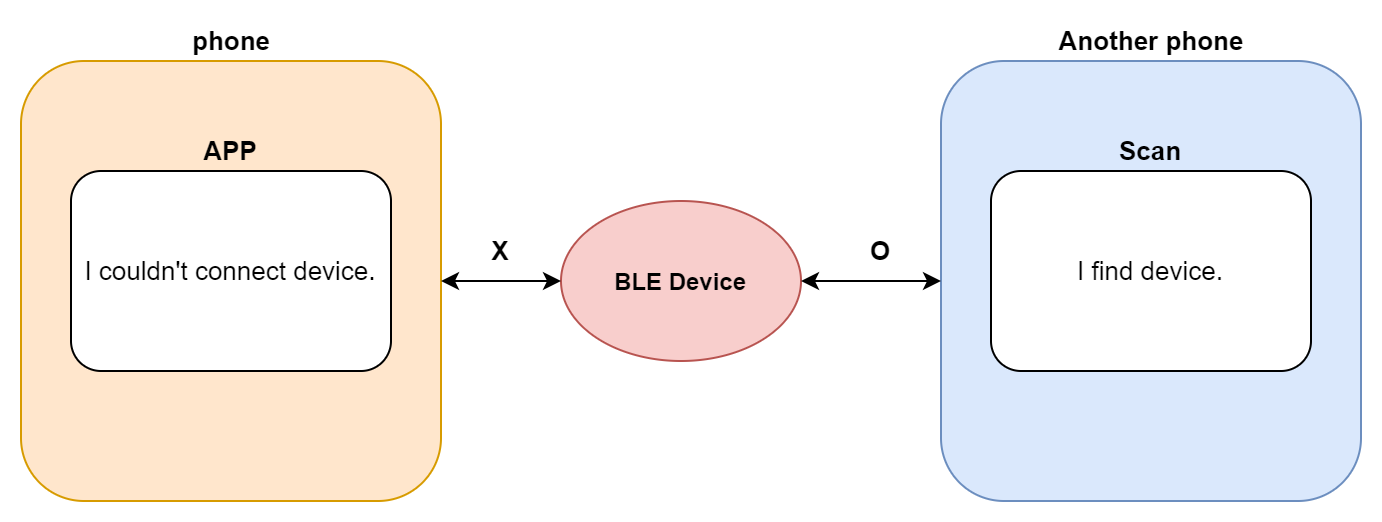 phone
Another phone
APP
Scan
I couldn't connect device.
X
BLE Device
O
I find device.